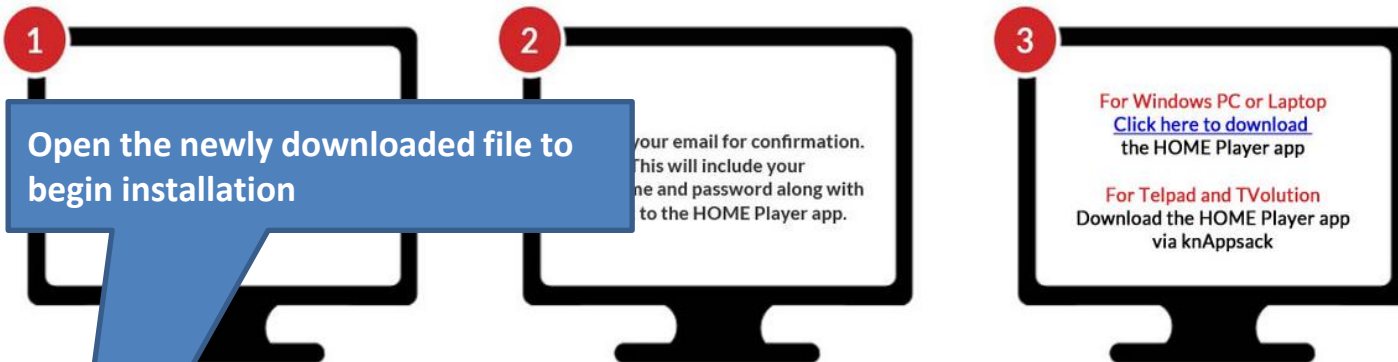 1
Open the newly downloaded file to
begin installation
2
your email for confirmation.
This will include your
and password along with
to the HOME Player app.
3
For Windows PC or Laptop
Click here to download
the HOME Player app
For Telpad and TVolution
Download the HOME Player app
via knAppsack